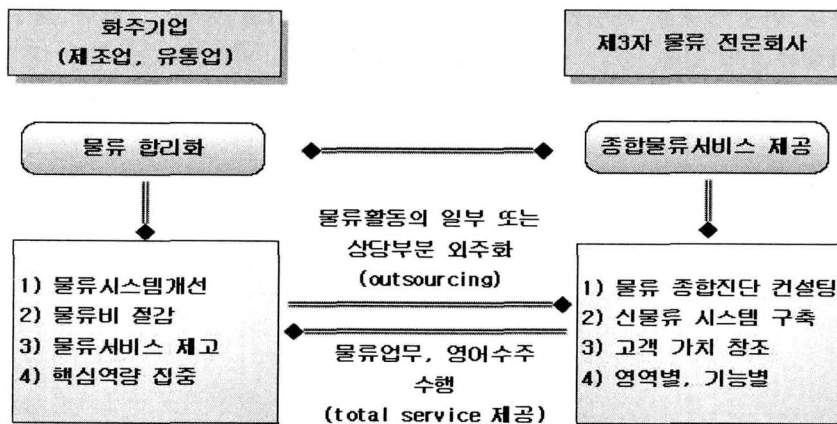 화주기업
(제조업, 유통업)
제3자 물류 전문회사
물류 합리화
종합물류서비스 제공
물류활동의 일부 또는
상당부분 외주화
(outsourcing)
1) 물류시스템개선
2) 물류비 절감
3) 물류서비스 제고
4) 핵심역량 집중
물류업무, 영어수주
수행
(total service 제공)
1) 물류 종합진단 컨설팅
2) 신물류 시스템 구축
3) 고객 가치 창조
4) 영역별, 기능별